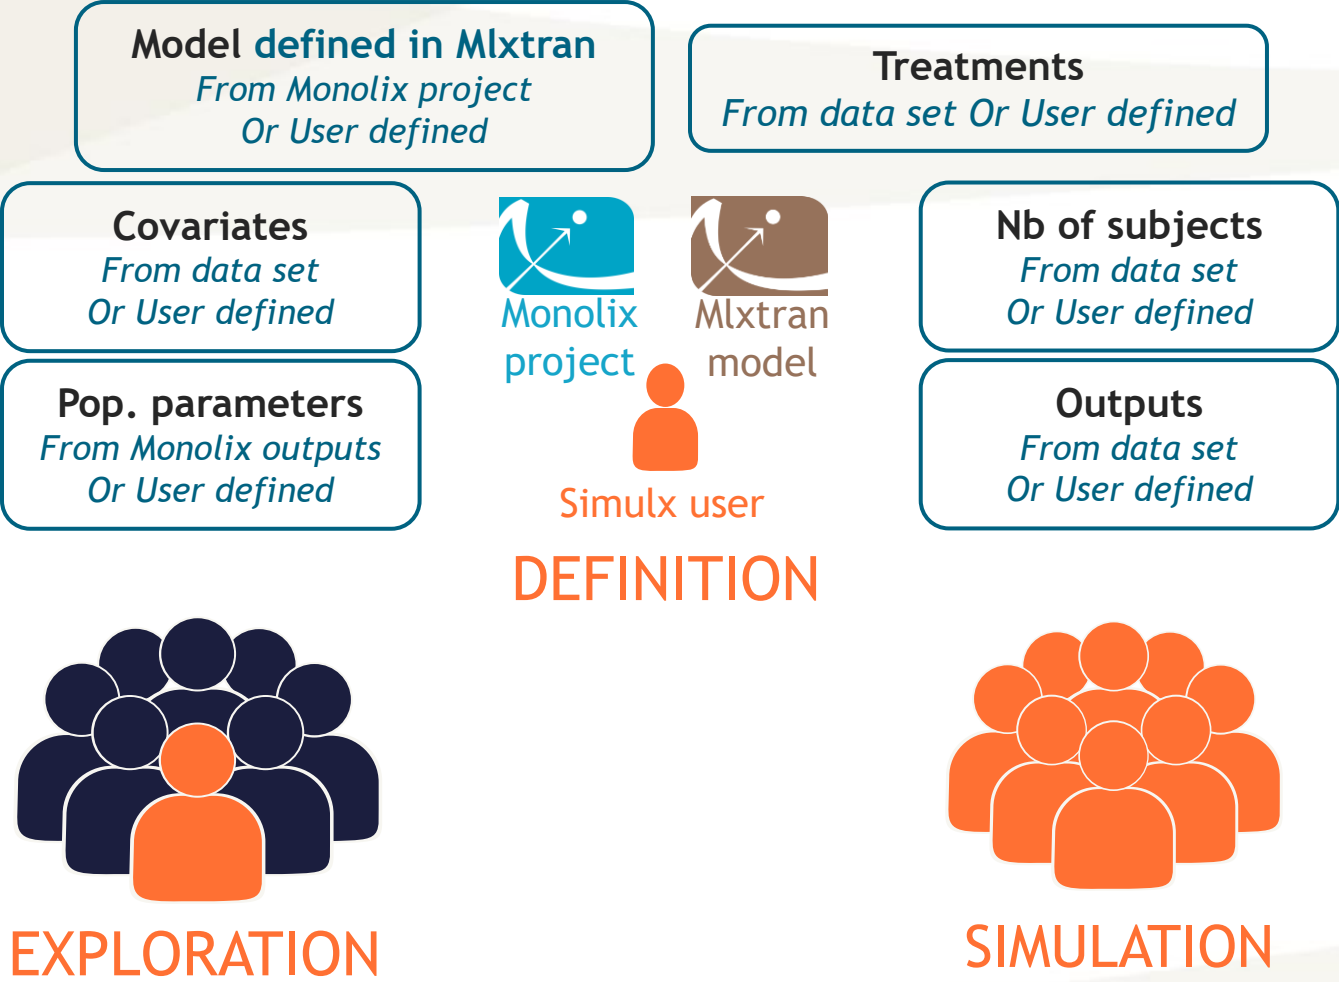 Model defined in Mlxtran
From Monolix project
Or User defined
Treatments
From data set Or User defined
Covariates
From data set
Or User defined
Monolix
project
Mlxtran
model
Nb of subjects
From data set
Or User defined
Pop. parameters
From Monolix outputs
Or User defined
Simulx user
Outputs
From data set
Or User defined
DEFINITION
EXPLORATION
SIMULATION